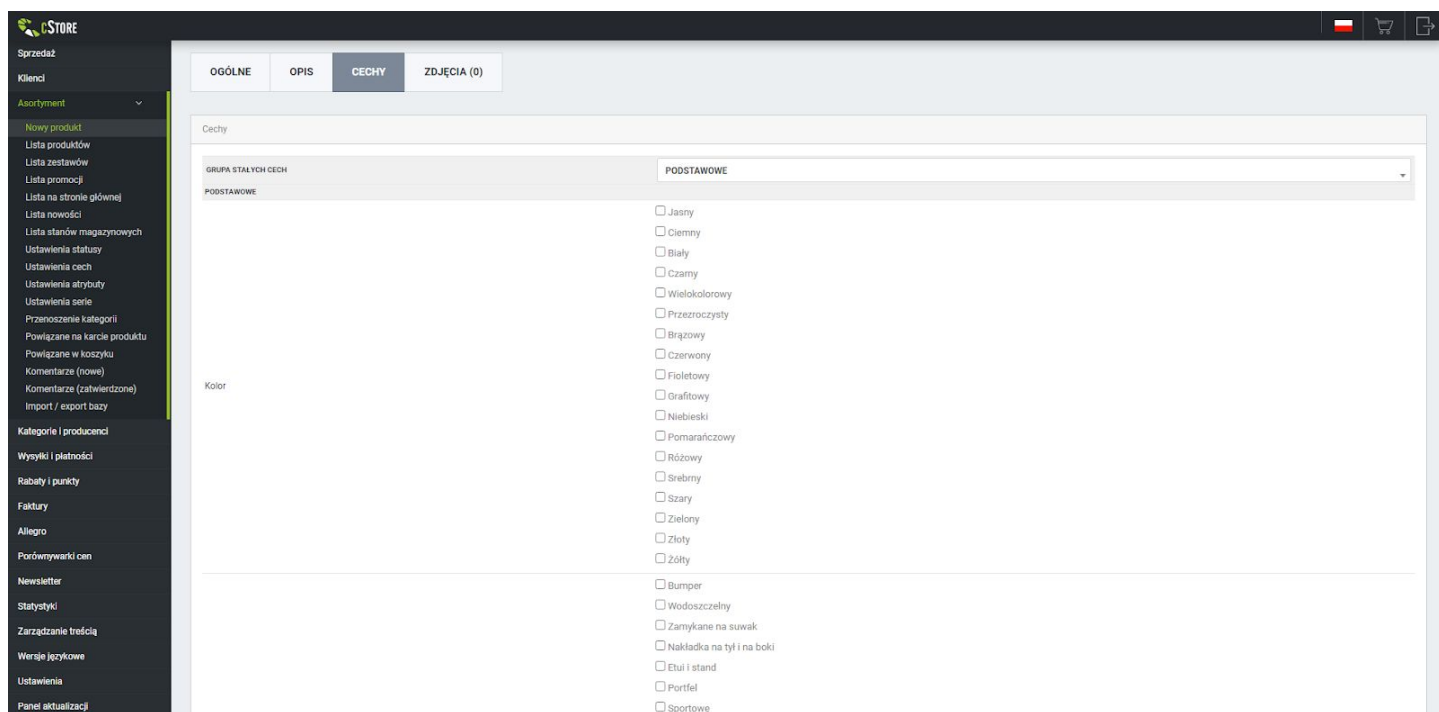 cSTORE
Sprzedaż
Klienci
Asortyment
Nowy produkt
Lista produktów
Lista zestawów
Lista promocji
Lista na stronie głównej
Lista nowości
Lista stanów magazynowych
Ustawienia statusy
Ustawienia cech
Ustawienia atrybuty
Ustawienia serie
Przenoszenie kategorii
Powiązane na karcie produktu
Powiązane w koszyku
Komentarze (nowe)
Komentarze (zatwierdzone)
Import / export bazy
Kategorie i producenci
Wysyłki i płatności
Rabaty i punkty
Faktury
Allegro
Porównywarki cen
Newsletter
Statystyki
Zarządzanie treścią
Wersje językowe
Ustawienia
Panel aktualizacji
OGÓLNE OPIS CECHY ZDJĘCIA (0)
Cechy
GRUPA STAŁYCH CECH PODSTAWOWE
PODSTAWOWE
Kolor
Jasny
Ciemny
Biały
Czarny
Wielokolorowy
Przezroczysty
Brązowy
Czerwony
Fioletowy
Grafitowy
Niebieski
Pomarańczowy
Różowy
Srebrny
Szary
Zielony
Złoty
Żółty
Bumper
Wodoszczelny
Zamykane na suwak
Nakładka na tył i na boki
Etui i stand
Portfel
Sportowe